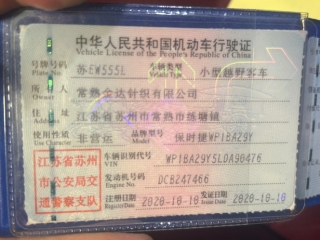 中华人民共和国机动车行驶证
Vehicle License of the People's Republic of China
号牌号码 苏EW555L 车辆类型 小型越野客车
Plate No. Vehicle Type
所有人 常熟金达针织有限公司
Owner
住址 江苏省苏州市常熟市练塘镇
Address
使用性质 非营运 品牌型号 保时捷WP1BA29Y
Use Character Model
江苏省苏州 车辆识别代号 WP1BA29Y5LDA90476
VIN
市公安局交 发动机号码 DCB247466
Engine No.
通警察支队 注册日期 2020-10-10 发证日期 2020-10-10
Register Date Issue Date